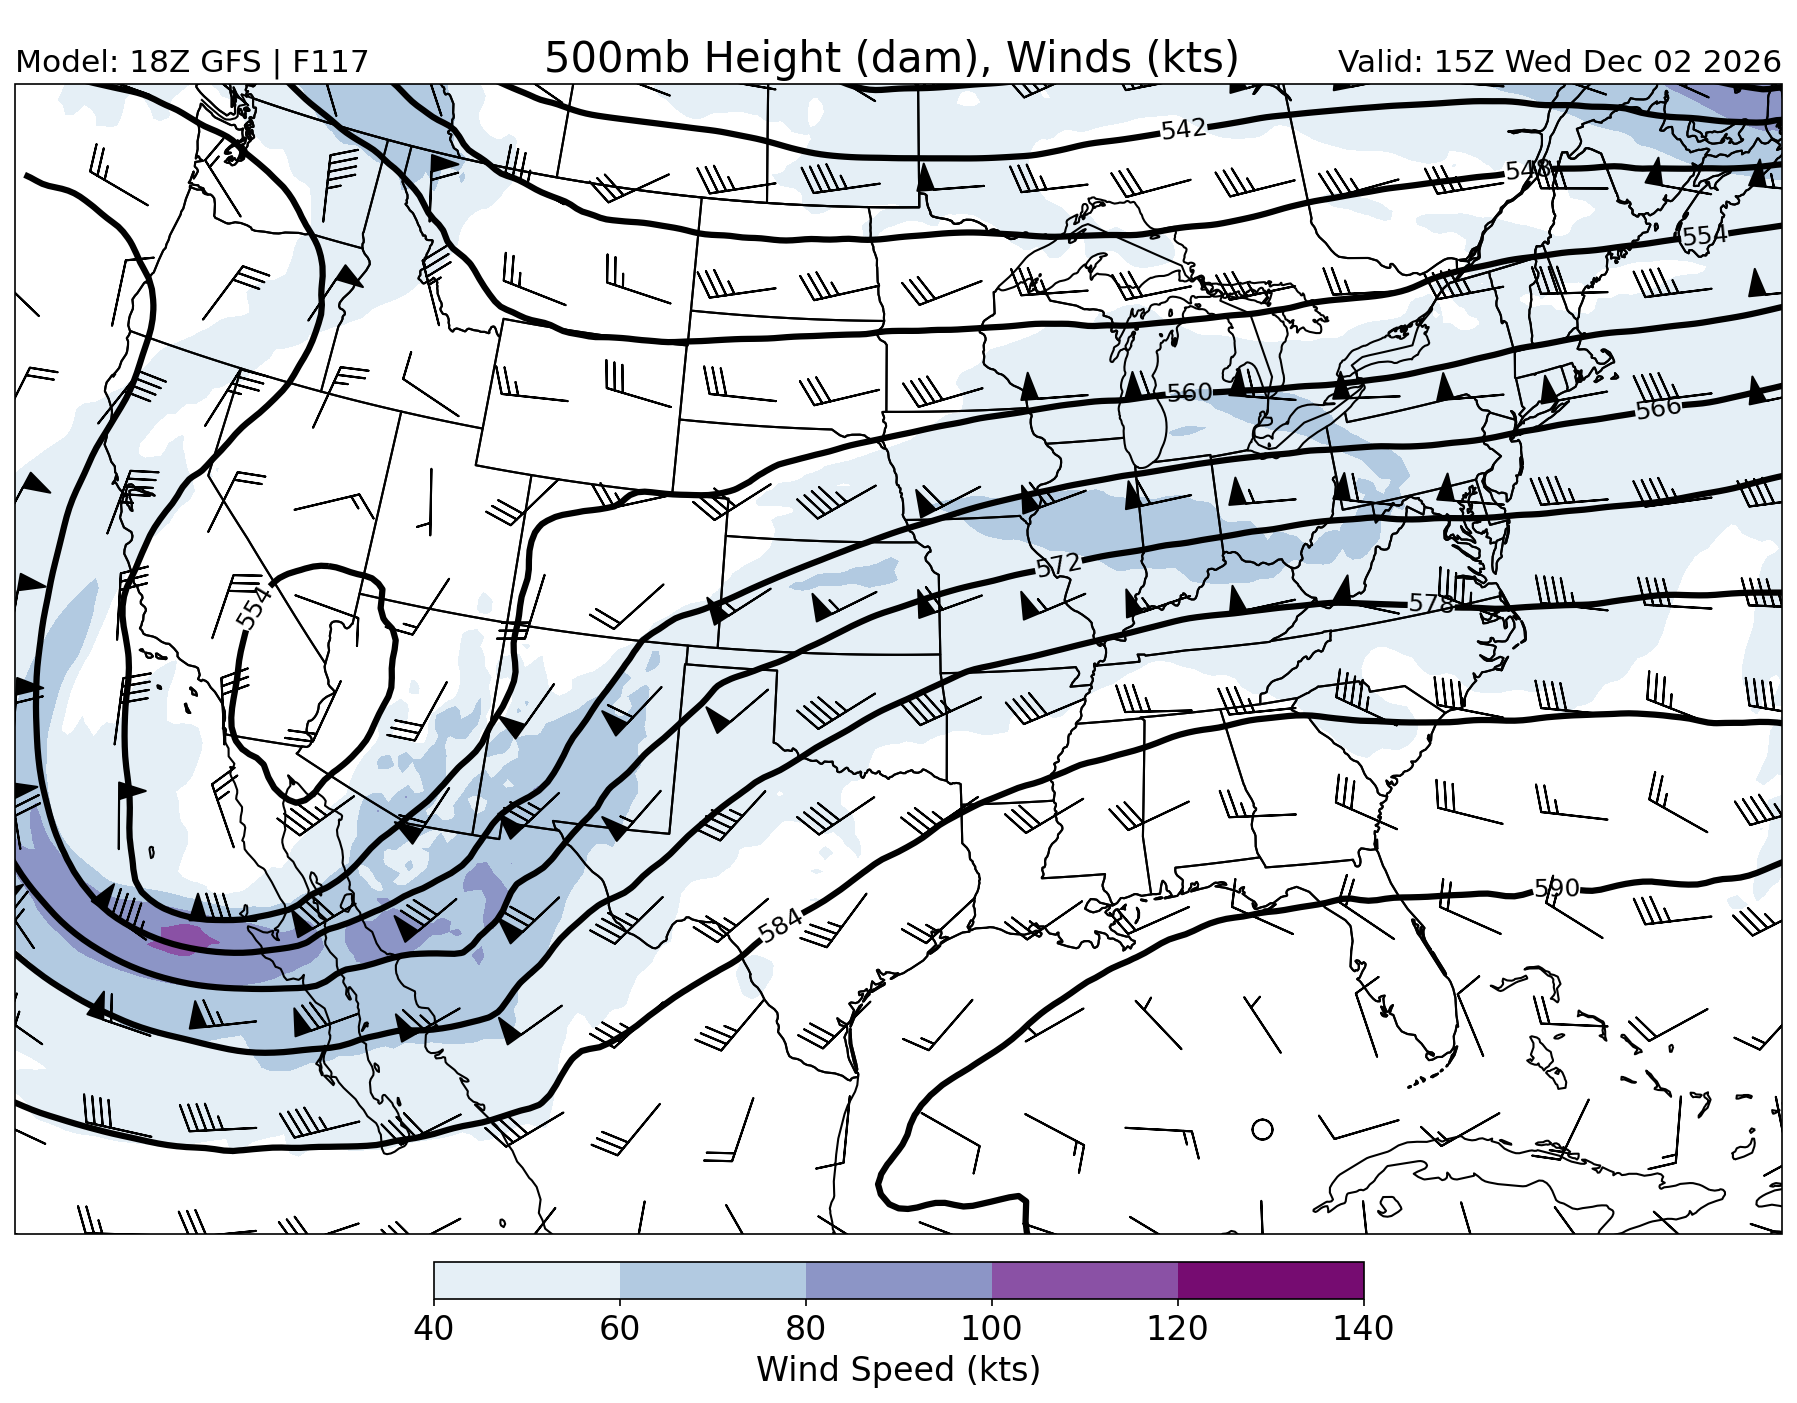 Model: 18Z GFS | F117
500mb Height (dam), Winds (kts)
Valid: 15Z Wed Dec 02 2026
542
548
554
560
566
572
578
554
584
590
40 60 80 100 120 140
Wind Speed (kts)